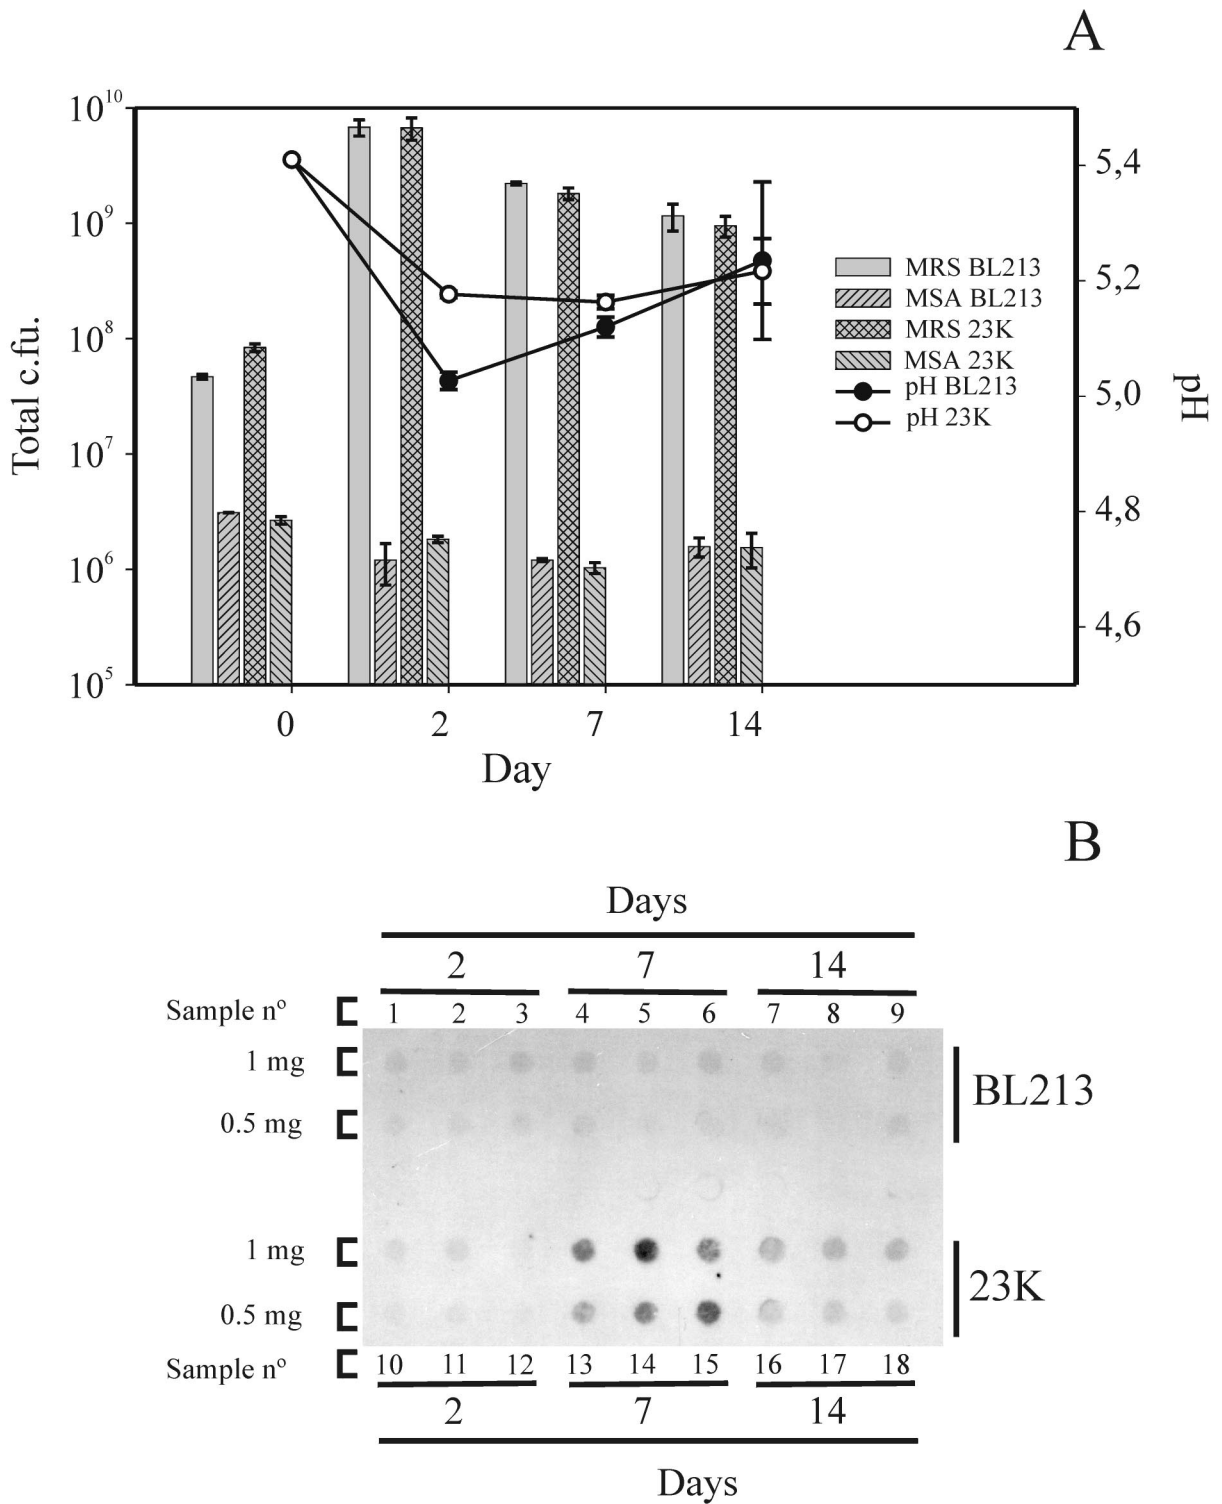 A
10^10
10^9
10^8
10^7
10^6
10^5
Total c.fu.
5,4
5,2
5,0
4,8
4,6
pH
MRS BL213
MSA BL213
MRS 23K
MSA 23K
pH BL213
pH 23K
0 2 7 14
Day
B
Days
2 7 14
Sample nº 1 2 3 4 5 6 7 8 9
1 mg
0.5 mg
BL213
1 mg
0.5 mg
23K
Sample nº 10 11 12 13 14 15 16 17 18
2 7 14
Days